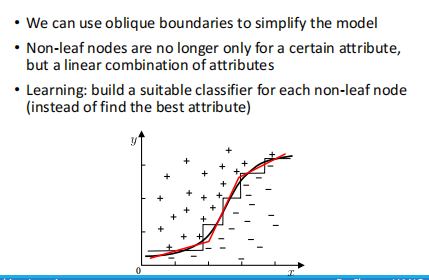 • We can use oblique boundaries to simplify the model
• Non-leaf nodes are no longer only for a certain attribute,
but a linear combination of attributes
• Learning: build a suitable classifier for each non-leaf node
(instead of find the best attribute)
y
0
x